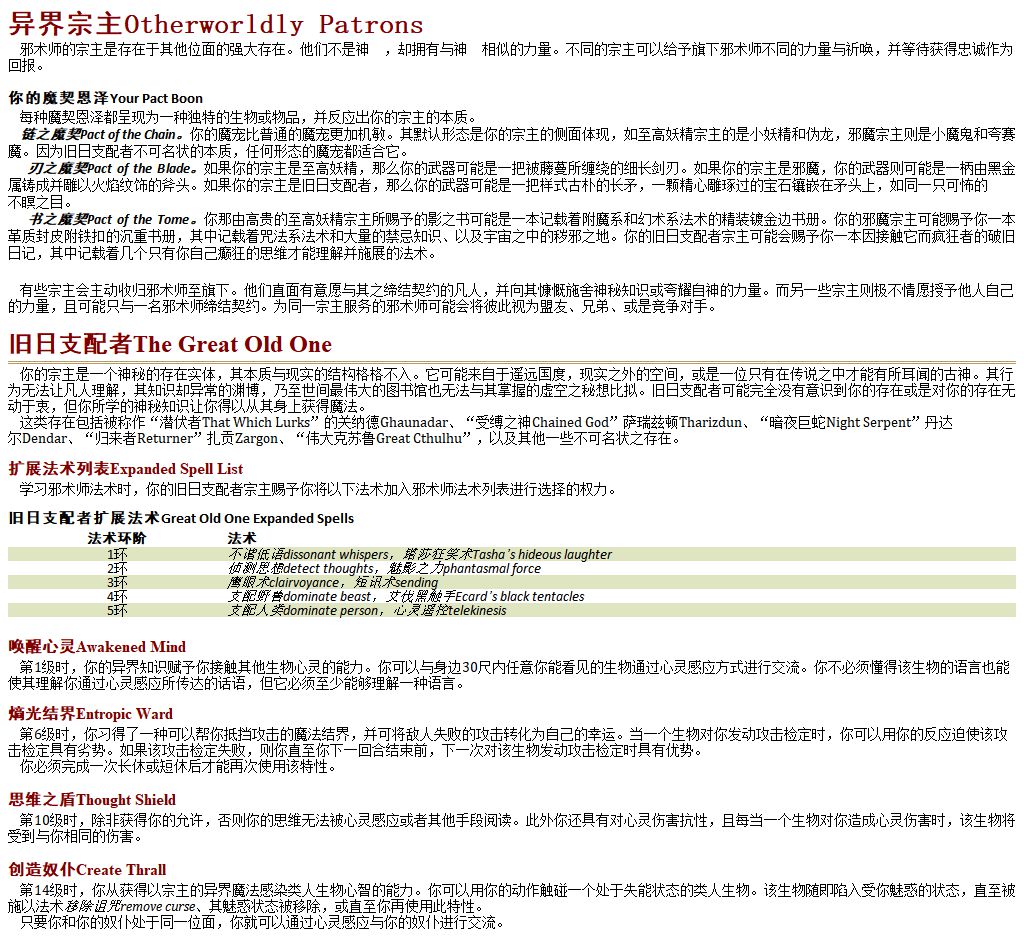 异界宗主Otherworldly Patrons
邪术师的宗主是存在于其他位面的强大存在。他们不是神 ,却拥有与神 相似的力量。不同的宗主可以给予旗下邪术师不同的力量与祈唤,并等待获得忠诚作为
回报。
你的魔契恩泽Your Pact Boon
每种魔契恩泽都呈现为一种独特的生物或物品,并反应出你的宗主的本质。
链之魔契Pact of the Chain。你的魔宠比普通的魔宠更加机敏。其默认形态是你的宗主的侧面体现,如至高妖精宗主的是小妖精和伪龙,邪魔宗主则是小魔鬼和夸赛
魔。因为旧日支配者不可名状的本质,任何形态的魔宠都适合它。
刃之魔契Pact of the Blade。如果你的宗主是至高妖精,那么你的武器可能是一把被藤蔓所缠绕的细长剑刃。如果你的宗主是邪魔,你的武器则可能是一柄由黑金
属铸成并雕以火焰纹饰的斧头。如果你的宗主是旧日支配者,那么你的武器可能是一把样式古朴的长矛,一颗精心雕琢过的宝石镶嵌在矛头上,如同一只可怖的
不瞑之目。
书之魔契Pact of the Tome。你那由高贵的至高妖精宗主所赐予的影之书可能是一本记载着附魔系和幻术系法术的精装镀金边书册。你的邪魔宗主可能赐予你一本
革质封皮附铁扣的沉重书册,其中记载着咒法系法术和大量的禁忌知识、以及宇宙之中的秽邪之地。你的旧日支配者宗主可能会赐予你一本因接触它而疯狂者的破旧
日记,其中记载着几个只有你自己癫狂的思维才能理解并施展的法术。
有些宗主会主动收归邪术师至旗下。他们直面有意愿与其之缔结契约的凡人,并向其慷慨施舍神秘知识或夸耀自神的力量。而另一些宗主则极不情愿授予他人自己
的力量,且可能只与一名邪术师缔结契约。为同一宗主服务的邪术师可能会将彼此视为盟友、兄弟、或是竞争对手。
旧日支配者The Great Old One
你的宗主是一个神秘的存在实体,其本质与现实的结构格格不入。它可能来自于遥远国度,现实之外的空间,或是一位只有在传说之中才能有所耳闻的古神。其行
为无法让凡人理解,其知识却异常的渊博,乃至世间最伟大的图书馆也无法与其掌握的虚空之秘想比拟。旧日支配者可能完全没有意识到你的存在或是对你的存在无
动于衷,但你所学的神秘知识让你得以从其身上获得魔法。
这类存在包括被称作“潜伏者That Which Lurks”的关纳德Ghaunadar、“受缚之神Chained God”萨瑞兹顿Tharizdun、“暗夜巨蛇Night Serpent”丹达
尔Dendar、“归来者Returner”扎贡Zargon、“伟大克苏鲁Great Cthulhu”,以及其他一些不可名状之存在。
扩展法术列表Expanded Spell List
学习邪术师法术时,你的旧日支配者宗主赐予你将以下法术加入邪术师法术列表进行选择的权力。
旧日支配者扩展法术Great Old One Expanded Spells
法术环阶 法术
1环 不谐低语dissonant whispers,塔莎狂笑术Tasha's hideous laughter
2环 侦测思想detect thoughts,魅影之力phantasmal force
3环 鹰眼术clairvoyance,短讯术sending
4环 支配野兽dominate beast,艾伐黑触手Ecard's black tentacles
5环 支配人类dominate person,心灵遥控telekinesis
唤醒心灵Awakened Mind
第1级时,你的异界知识赋予你接触其他生物心灵的能力。你可以与身边30尺内任意你能看见的生物通过心灵感应方式进行交流。你不必须懂得该生物的语言也能
使其理解你通过心灵感应所传达的话语,但它必须至少能够理解一种语言。
熵光结界Entropic Ward
第6级时,你习得了一种可以帮你抵挡攻击的魔法结界,并可将敌人失败的攻击转化为自己的幸运。当一个生物对你发动攻击检定时,你可以用你的反应迫使该攻
击检定具有劣势。如果该攻击检定失败,则你直至你下一回合结束前,下一次对该生物发动攻击检定时具有优势。
你必须完成一次长休或短休后才能再次使用该特性。
思维之盾Thought Shield
第10级时,除非获得你的允许,否则你的思维无法被心灵感应或者其他手段阅读。此外你还具有对心灵伤害抗性,且每当一个生物对你造成心灵伤害时,该生物将
受到与你相同的伤害。
创造奴仆Create Thrall
第14级时,你从获得以宗主的异界魔法感染类人生物心智的能力。你可以用你的动作触碰一个处于失能状态的类人生物。该生物随即陷入受你魅惑的状态,直至被
施以法术移除诅咒remove curse、其魅惑状态被移除,或直至你再使用此特性。
只要你和你的奴仆处于同一位面,你就可以通过心灵感应与你的奴仆进行交流。